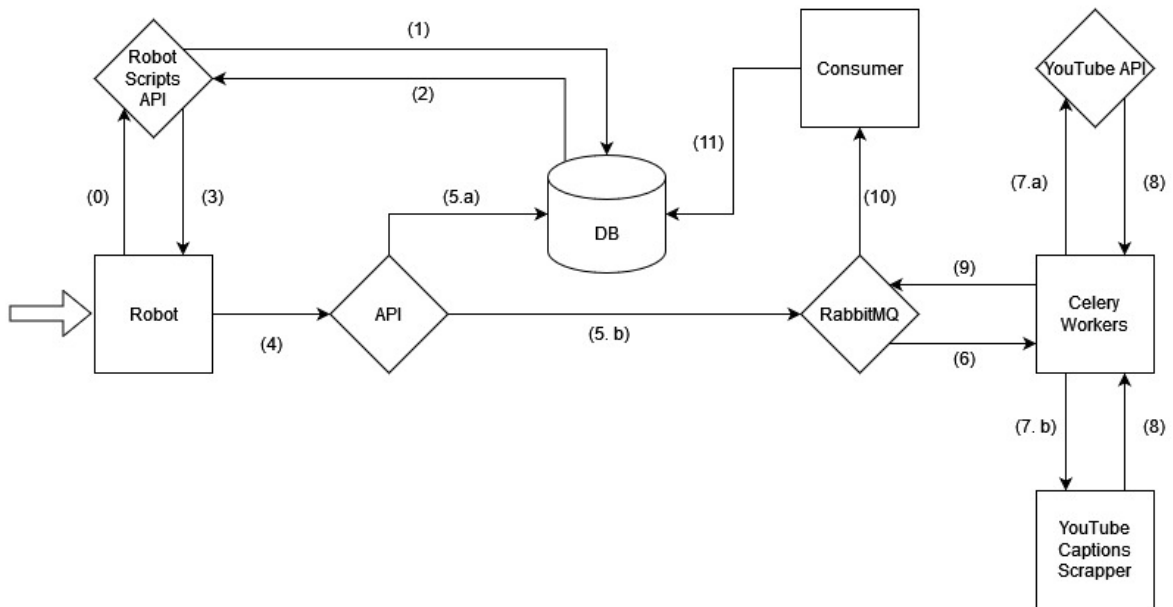 (1)
Robot
Scripts
API
(2)
Consumer
YouTube API
(0)
(3)
(5.a)
(11)
(10)
(7.a)
(8)
DB
Robot
(4)
API
(5. b)
RabbitMQ
(9)
(6)
Celery
Workers
(7. b)
(8)
YouTube
Captions
Scrapper